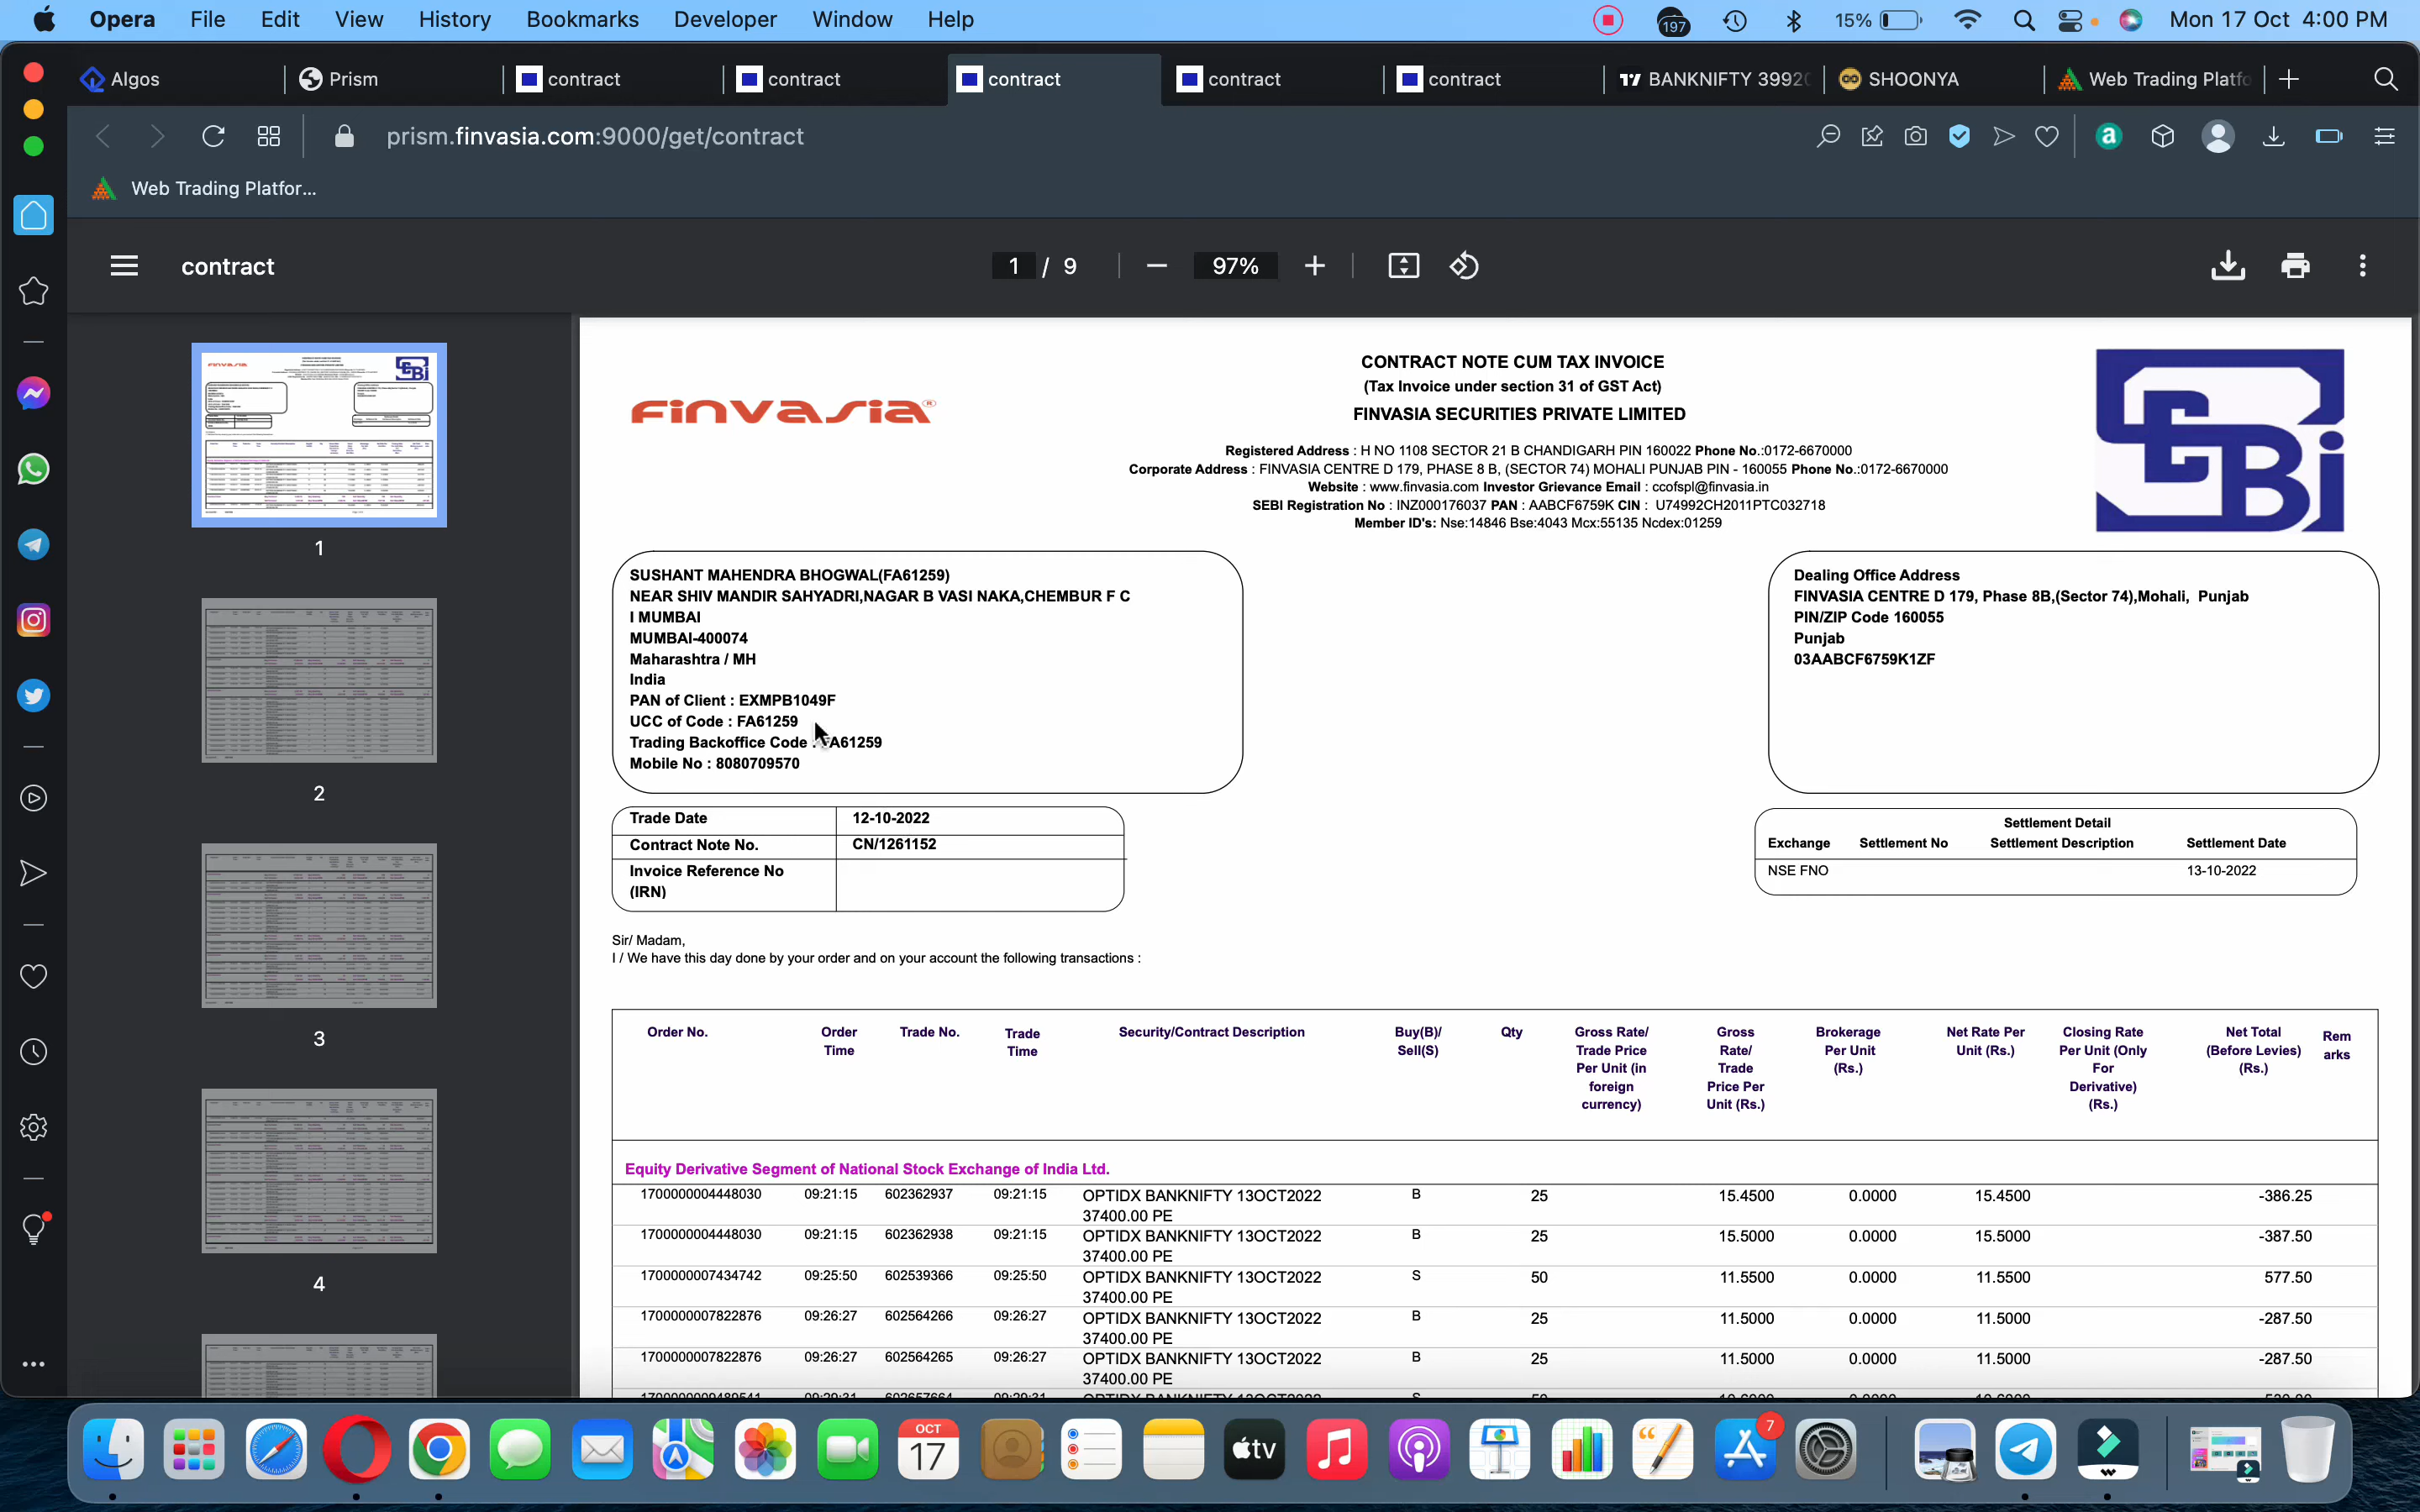 Opera File Edit View History Bookmarks Developer Window Help 197 15% Mon 17 Oct 4:00 PM
Algos Prism contract contract contract contract contract BANKNIFTY 3992 SHOONYA Web Trading Platfo
prism.finvasia.com:9000/get/contract
Web Trading Platfor...
contract 1 / 9 97%
1
2
3
4
CONTRACT NOTE CUM TAX INVOICE
(Tax Invoice under section 31 of GST Act)
FINVASIA SECURITIES PRIVATE LIMITED
Finvasia®
SEBi
Registered Address : H NO 1108 SECTOR 21 B CHANDIGARH PIN 160022 Phone No.:0172-6670000
Corporate Address : FINVASIA CENTRE D 179, PHASE 8 B, (SECTOR 74) MOHALI PUNJAB PIN - 160055 Phone No.:0172-6670000
Website : www.finvasia.com Investor Grievance Email : ccofspl@finvasia.in
SEBI Registration No : INZ000176037 PAN : AABCF6759K CIN : U74992CH2011PTC032718
Member ID's: Nse:14846 Bse:4043 Mcx:55135 Ncdex:01259
SUSHANT MAHENDRA BHOGWAL(FA61259)
NEAR SHIV MANDIR SAHYADRI,NAGAR B VASI NAKA,CHEMBUR F C
I MUMBAI
MUMBAI-400074
Maharashtra / MH
India
PAN of Client : EXMPB1049F
UCC of Code : FA61259
Trading Backoffice Code : FA61259
Mobile No : 8080709570
Dealing Office Address
FINVASIA CENTRE D 179, Phase 8B,(Sector 74),Mohali, Punjab
PIN/ZIP Code 160055
Punjab
03AABCF6759K1ZF
Trade Date 12-10-2022
Contract Note No. CN/1261152
Invoice Reference No
(IRN)
Settlement Detail
Exchange Settlement No Settlement Description Settlement Date
NSE FNO 13-10-2022
Sir/ Madam,
I / We have this day done by your order and on your account the following transactions :
Order No. Order Trade No. Trade Security/Contract Description Buy(B)/ Qty Gross Rate/ Gross Brokerage Net Rate Per Closing Rate Net Total Rem
Time Time Sell(S) Trade Price Rate/ Per Unit Unit (Rs.) Per Unit (Only (Before Levies) arks
Per Unit (in Trade (Rs.) For (Rs.)
foreign Price Per Derivative)
currency) Unit (Rs.) (Rs.)
Equity Derivative Segment of National Stock Exchange of India Ltd.
1700000004448030 09:21:15 602362937 09:21:15 OPTIDX BANKNIFTY 13OCT2022 B 25 15.4500 0.0000 15.4500 -386.25
37400.00 PE
1700000004448030 09:21:15 602362938 09:21:15 OPTIDX BANKNIFTY 13OCT2022 B 25 15.5000 0.0000 15.5000 -387.50
37400.00 PE
1700000007434742 09:25:50 602539366 09:25:50 OPTIDX BANKNIFTY 13OCT2022 S 50 11.5500 0.0000 11.5500 577.50
37400.00 PE
1700000007822876 09:26:27 602564266 09:26:27 OPTIDX BANKNIFTY 13OCT2022 B 25 11.5000 0.0000 11.5000 -287.50
37400.00 PE
1700000007822876 09:26:27 602564265 09:26:27 OPTIDX BANKNIFTY 13OCT2022 B 25 11.5000 0.0000 11.5000 -287.50
37400.00 PE
OCT
17
tv
7